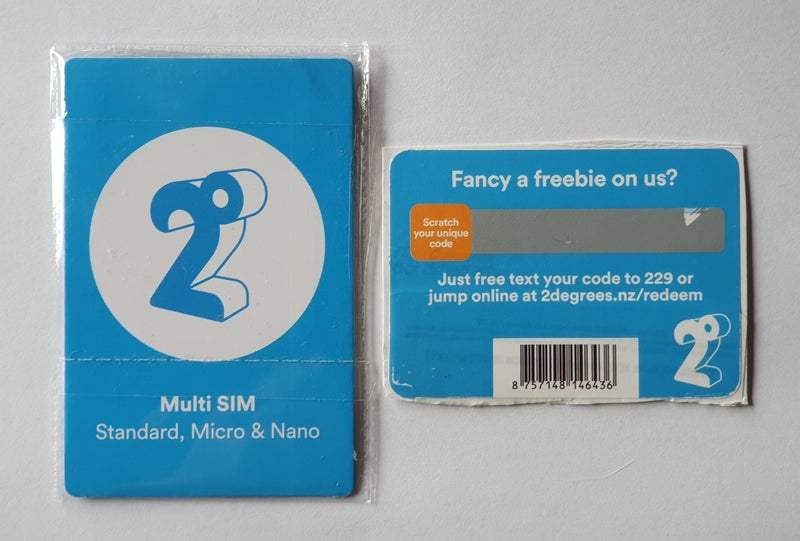 2°
Multi SIM
Standard, Micro & Nano
Fancy a freebie on us?
Scratch
your unique
code
Just free text your code to 229 or
jump online at 2degrees.nz/redeem
2°
8 757148 146436